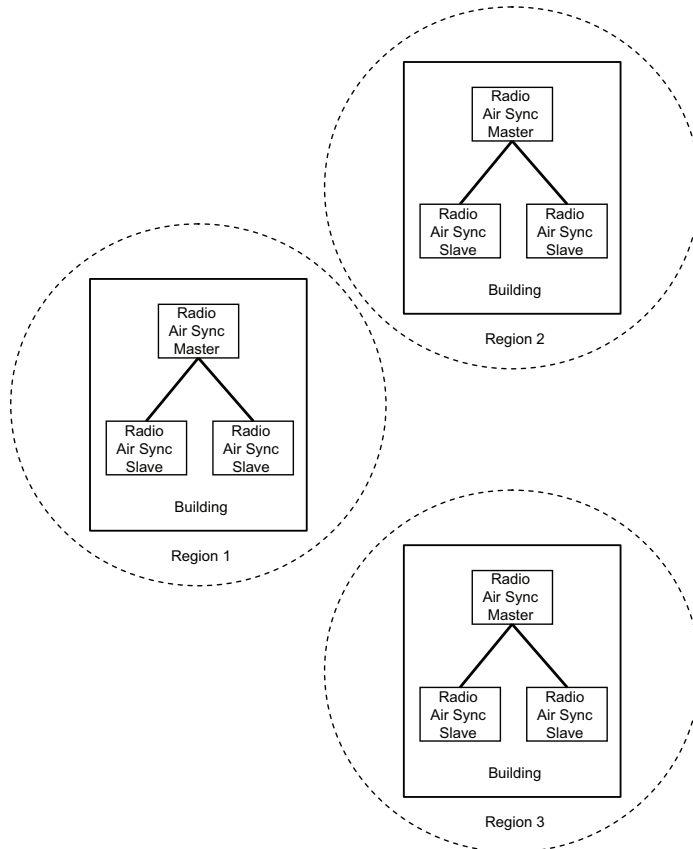 Radio
Air Sync
Master
Radio
Air Sync
Slave
Radio
Air Sync
Slave
Building
Region 2
Radio
Air Sync
Master
Radio
Air Sync
Slave
Radio
Air Sync
Slave
Building
Region 1
Radio
Air Sync
Master
Radio
Air Sync
Slave
Radio
Air Sync
Slave
Building
Region 3